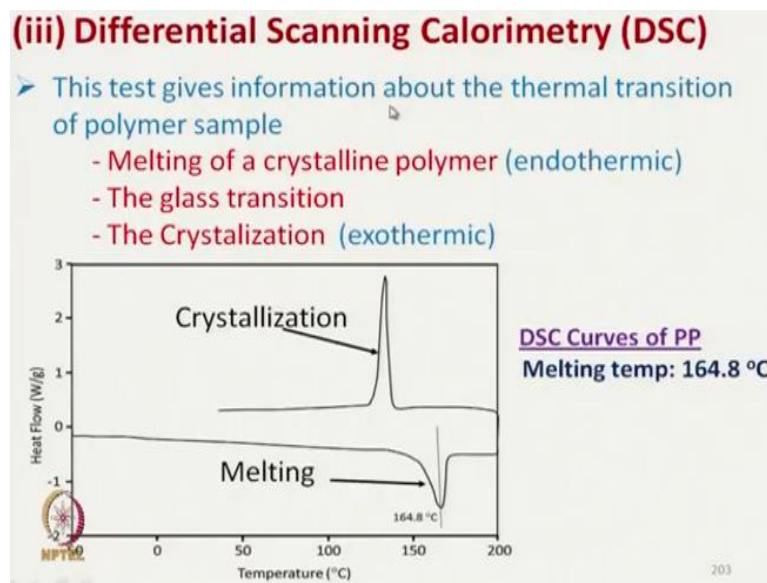 (iii) Differential Scanning Calorimetry (DSC)
➢ This test gives information about the thermal transition
of polymer sample
- Melting of a crystalline polymer (endothermic)
- The glass transition
- The Crystalization (exothermic)
3
2
1
0
-1
-2
Heat Flow (W/g)
Crystallization
Melting
164.8 °C
DSC Curves of PP
Melting temp: 164.8 °C
0
50
100
150
200
Temperature (°C)
NPTEL
203